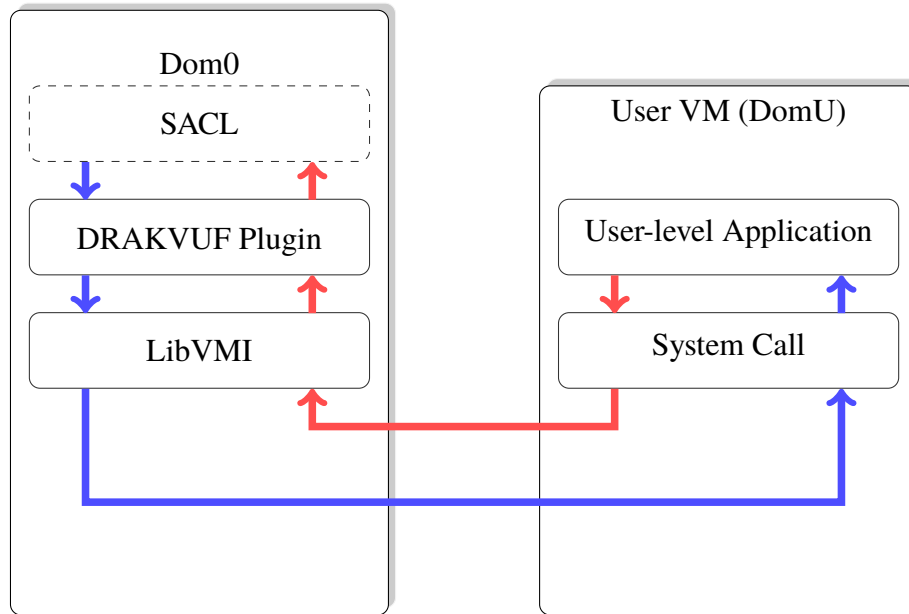 Dom0
SACL
DRAKVUF Plugin
LibVMI
User VM (DomU)
User-level Application
System Call